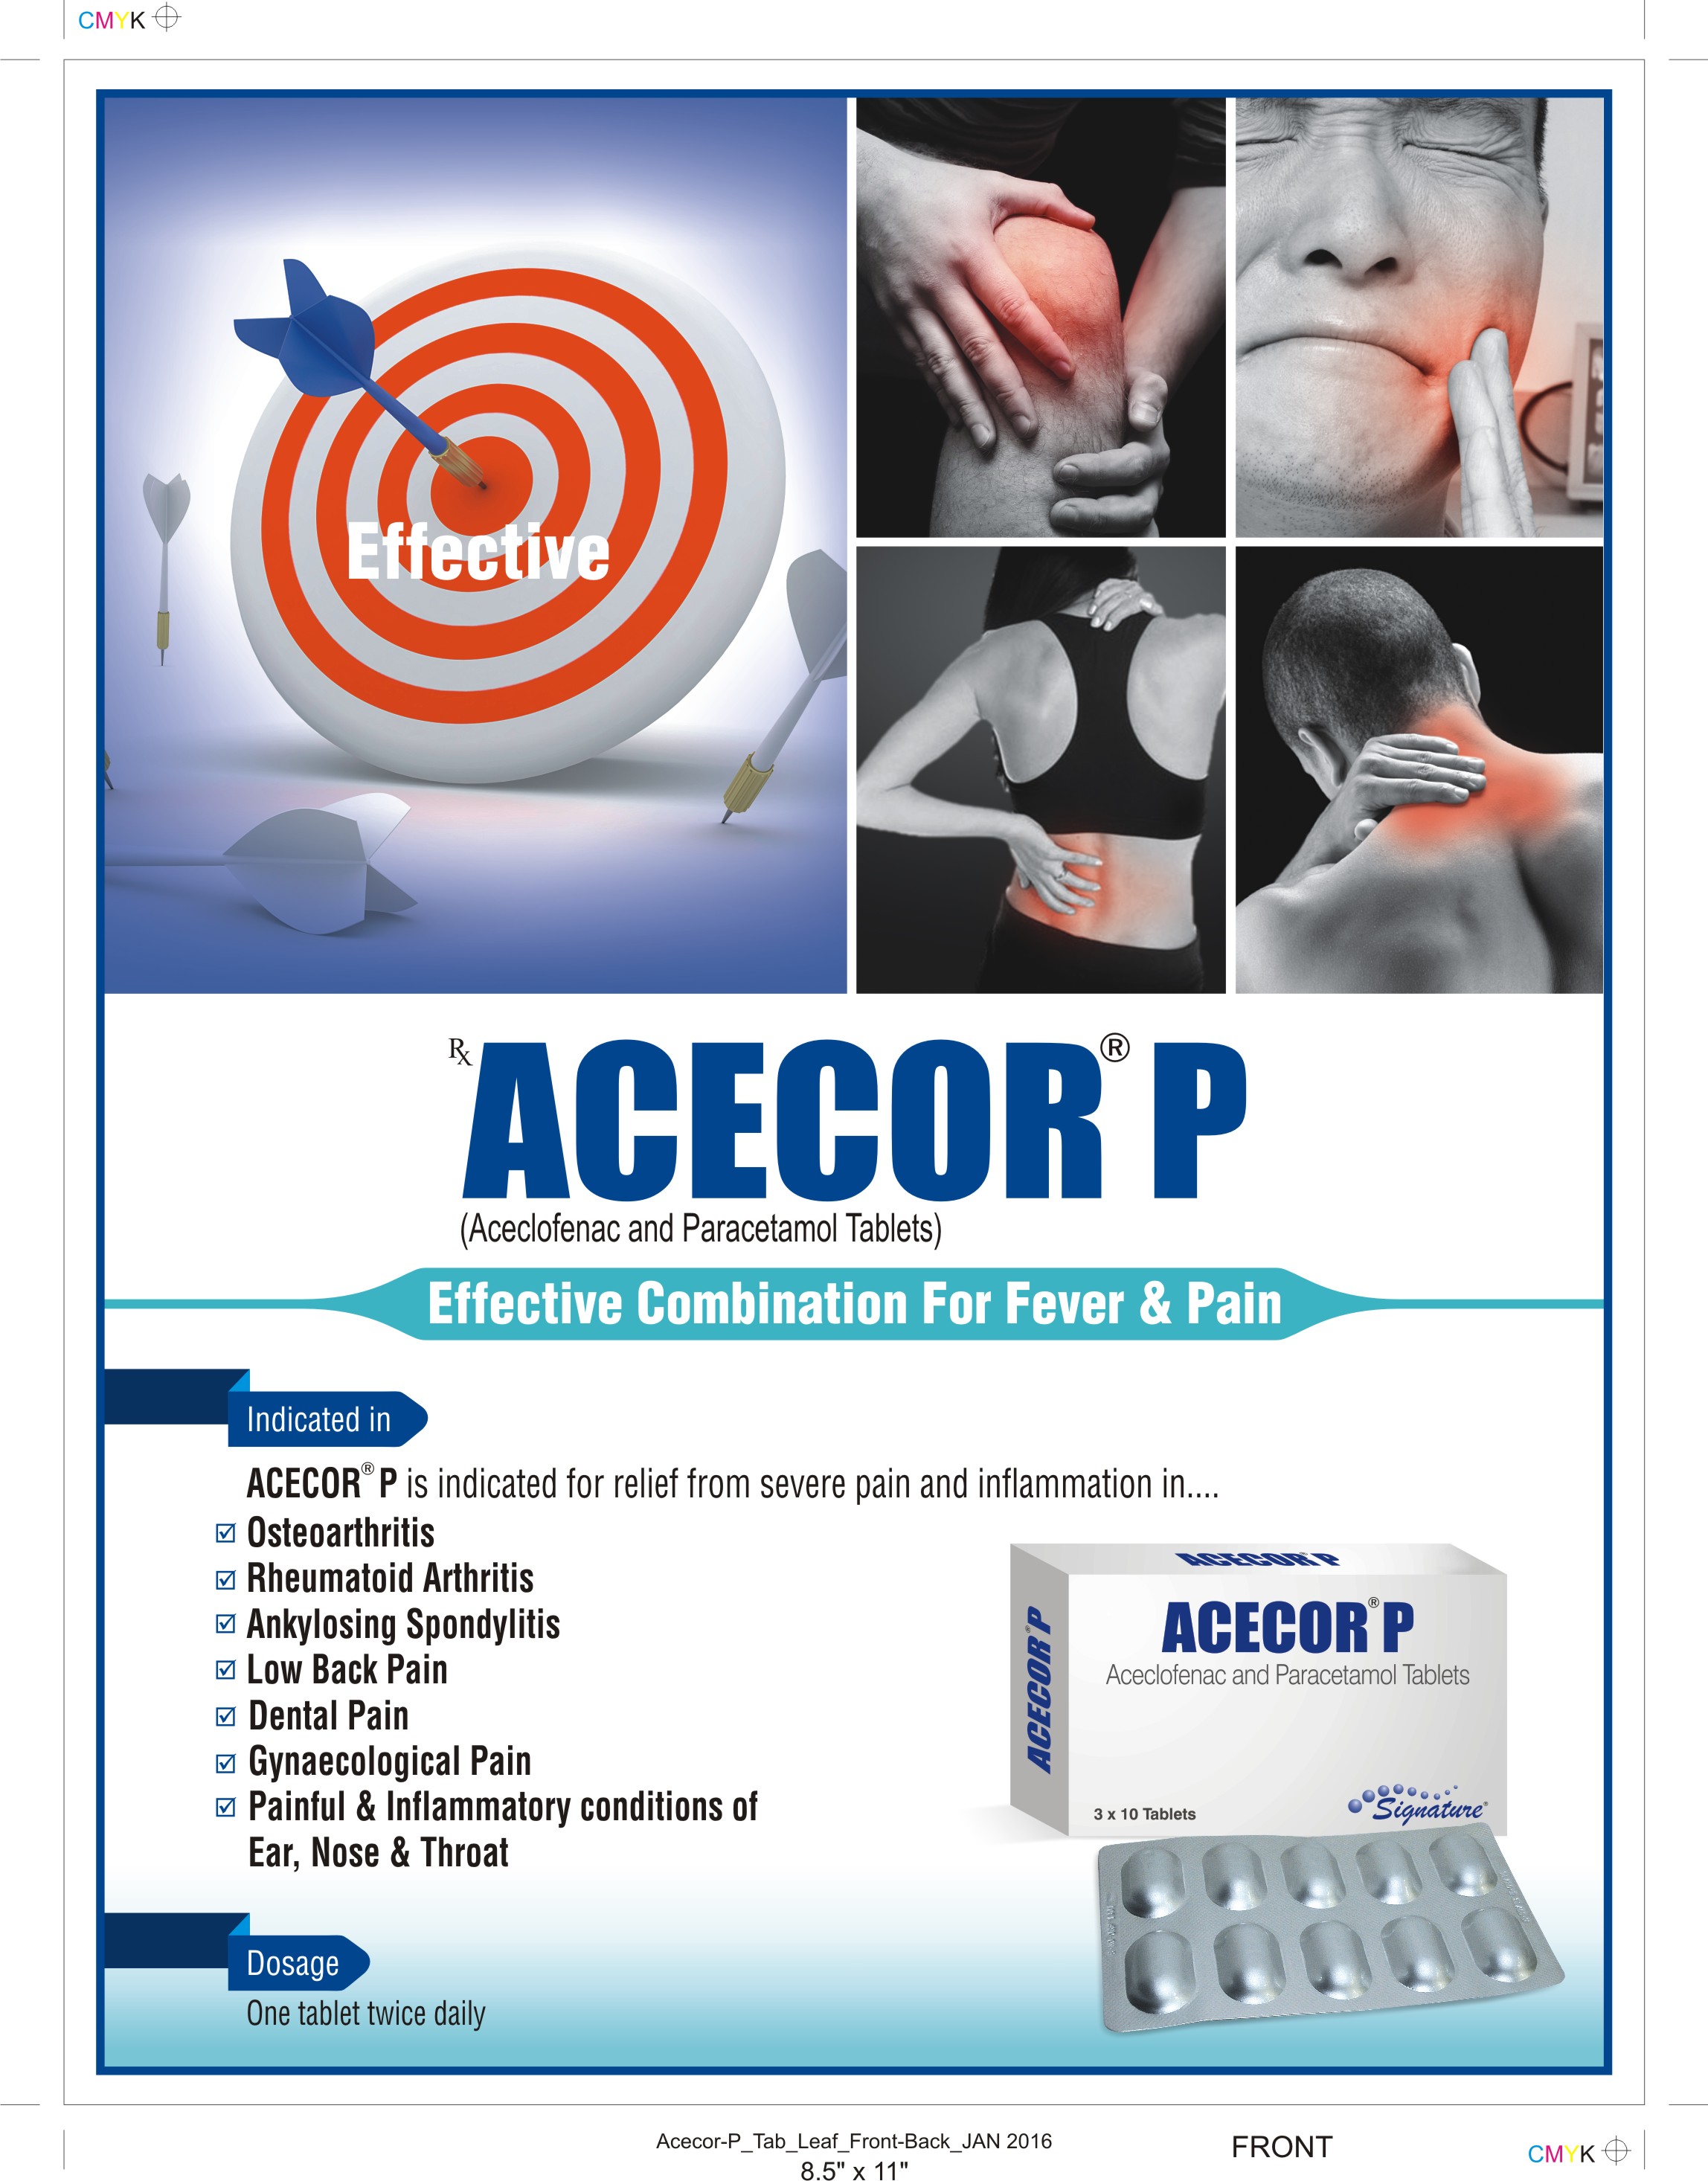 CMYK
Effective
Rx ACECOR® P
(Aceclofenac and Paracetamol Tablets)
Effective Combination For Fever & Pain
Indicated in
ACECOR® P is indicated for relief from severe pain and inflammation in....
Osteoarthritis
Rheumatoid Arthritis
Ankylosing Spondylitis
Low Back Pain
Dental Pain
Gynaecological Pain
Painful & Inflammatory conditions of
Ear, Nose & Throat
ACECOR® P
ACECOR® P
ACECOR® P
Aceclofenac and Paracetamol Tablets
3 x 10 Tablets
Signature®
Dosage
One tablet twice daily
Acecor-P_Tab_Leaf_Front-Back_JAN 2016
8.5" x 11"
FRONT
CMYK